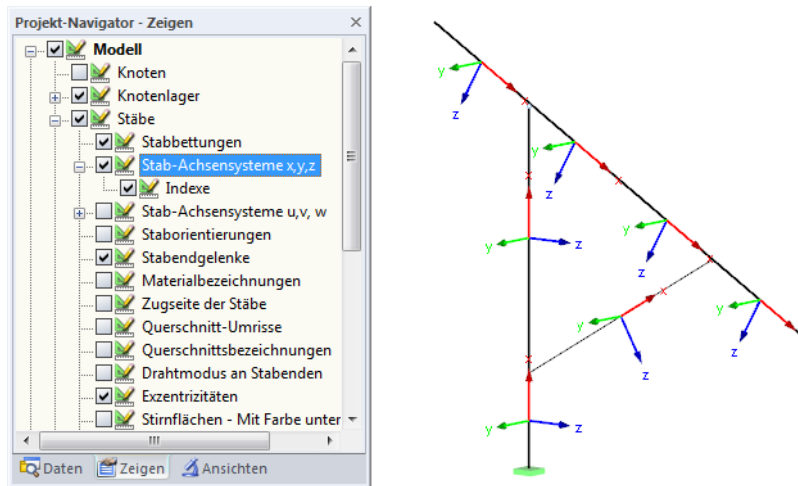 Projekt-Navigator - Zeigen
Modell
Knoten
Knotenlager
Stäbe
Stabbettungen
Stab-Achsensysteme x,y,z
Indexe
Stab-Achsensysteme u,v, w
Staborientierungen
Stabendgelenke
Materialbezeichnungen
Zugseite der Stäbe
Querschnitt-Umrisse
Querschnittsbezeichnungen
Drahtmodus an Stabenden
Exzentrizitäten
Stirnflächen - Mit Farbe unter
Daten Zeigen Ansichten
y
z
x
y
z
x
x
y
z
y
z
x
x
y
z
y
z
x
y
z